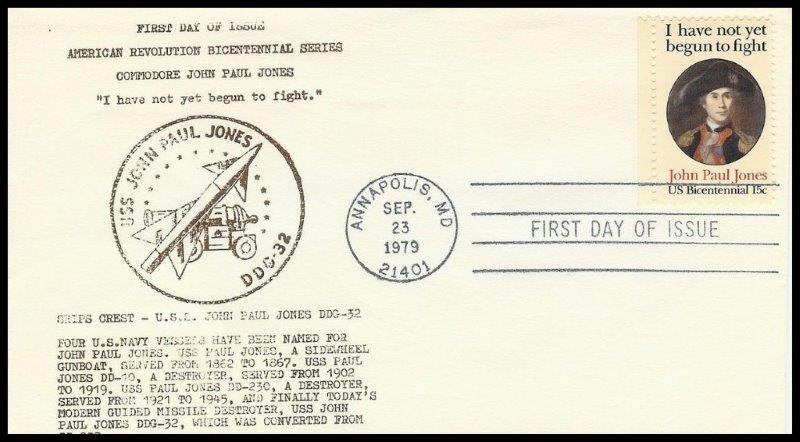 FIRST DAY OF ISSUE
AMERICAN REVOLUTION BICENTENNIAL SERIES
COMMODORE JOHN PAUL JONES
"I have not yet begun to fight."
USS JOHN PAUL JONES
DDG-32
SHIPS CREST - U.S.S. JOHN PAUL JONES DDG-32
FOUR U.S.NAVY VESSELS HAVE BEEN NAMED FOR
JOHN PAUL JONES. USS PAUL JONES, A SIDEWHEEL
GUNBOAT, SERVED FROM 1862 TO 1867. USS PAUL
JONES DD-10, A DESTROYER, SERVED FROM 1902
TO 1919. USS PAUL JONES DD-230, A DESTROYER,
SERVED FROM 1921 TO 1945, AND FINALLY TODAY'S
MODERN GUIDED MISSILE DESTROYER, USS JOHN
PAUL JONES DDG-32, WHICH WAS CONVERTED FROM
ANNAPOLIS, MD
SEP.
23
1979
21401
FIRST DAY OF ISSUE
I have not yet
begun to fight
John Paul Jones
US Bicentennial 15c